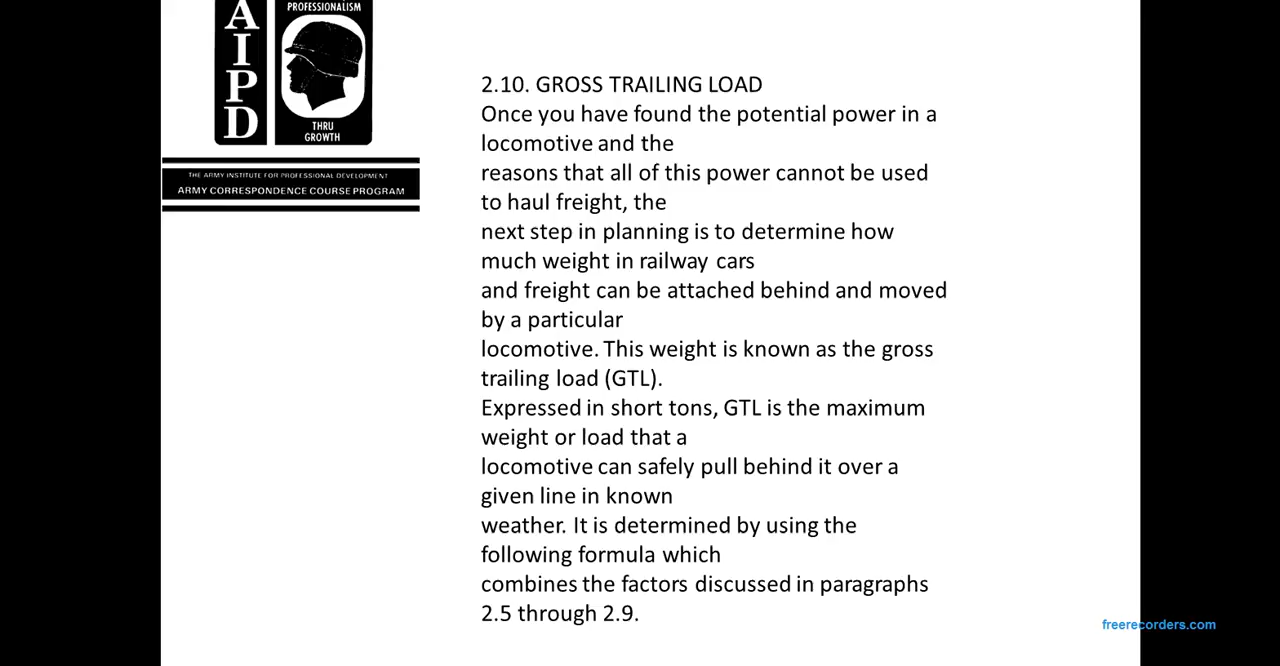 A
I
P
D
PROFESSIONALISM
THRU
GROWTH
THE ARMY INSTITUTE FOR PROFESSIONAL DEVELOPMENT
ARMY CORRESPONDENCE COURSE PROGRAM
2.10. GROSS TRAILING LOAD
Once you have found the potential power in a
locomotive and the
reasons that all of this power cannot be used
to haul freight, the
next step in planning is to determine how
much weight in railway cars
and freight can be attached behind and moved
by a particular
locomotive. This weight is known as the gross
trailing load (GTL).
Expressed in short tons, GTL is the maximum
weight or load that a
locomotive can safely pull behind it over a
given line in known
weather. It is determined by using the
following formula which
combines the factors discussed in paragraphs
2.5 through 2.9.
freerecorders.com